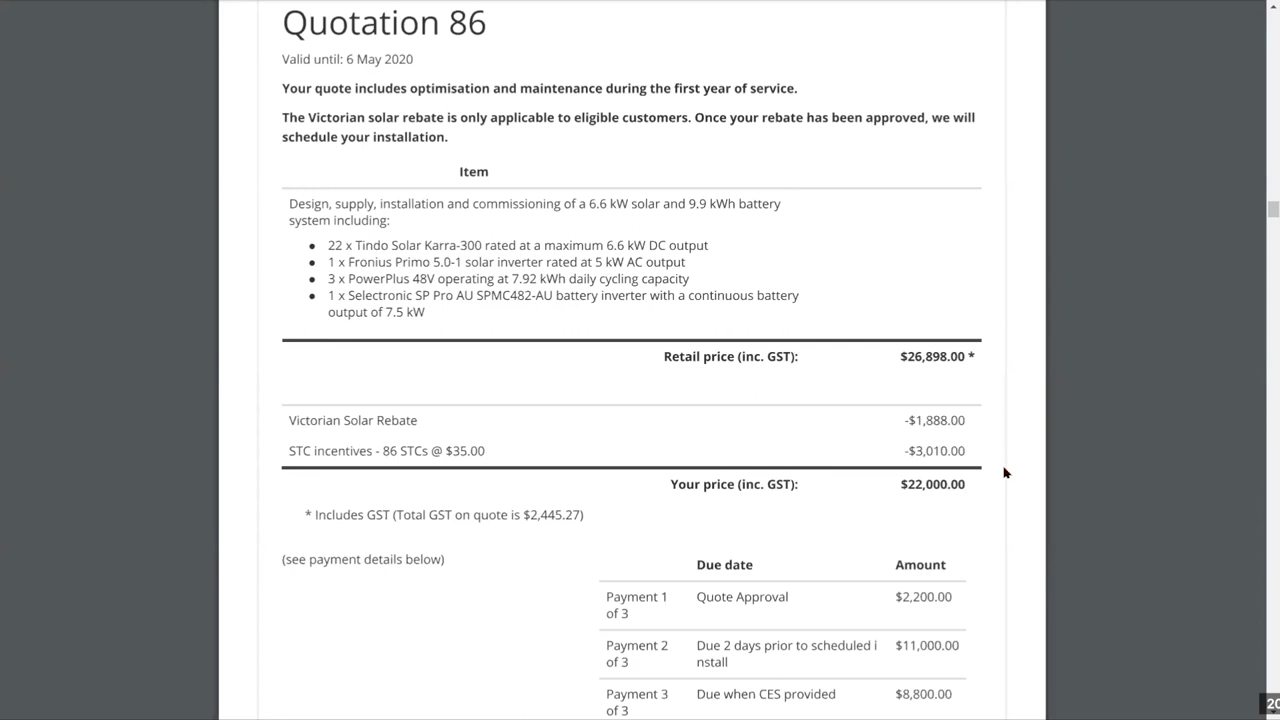 Quotation 86
Valid until: 6 May 2020
Your quote includes optimisation and maintenance during the first year of service.
The Victorian solar rebate is only applicable to eligible customers. Once your rebate has been approved, we will
schedule your installation.
Item
Design, supply, installation and commissioning of a 6.6 kW solar and 9.9 kWh battery
system including:
● 22 x Tindo Solar Karra-300 rated at a maximum 6.6 kW DC output
● 1 x Fronius Primo 5.0-1 solar inverter rated at 5 kW AC output
● 3 x PowerPlus 48V operating at 7.92 kWh daily cycling capacity
● 1 x Selectronic SP Pro AU SPMC482-AU battery inverter with a continuous battery
output of 7.5 kW
Retail price (inc. GST): $26,898.00 *
Victorian Solar Rebate -$1,888.00
STC incentives - 86 STCs @ $35.00 -$3,010.00
Your price (inc. GST): $22,000.00
* Includes GST (Total GST on quote is $2,445.27)
(see payment details below)
Due date Amount
Payment 1 Quote Approval $2,200.00
of 3
Payment 2 Due 2 days prior to scheduled i $11,000.00
of 3 nstall
Payment 3 Due when CES provided $8,800.00
of 3